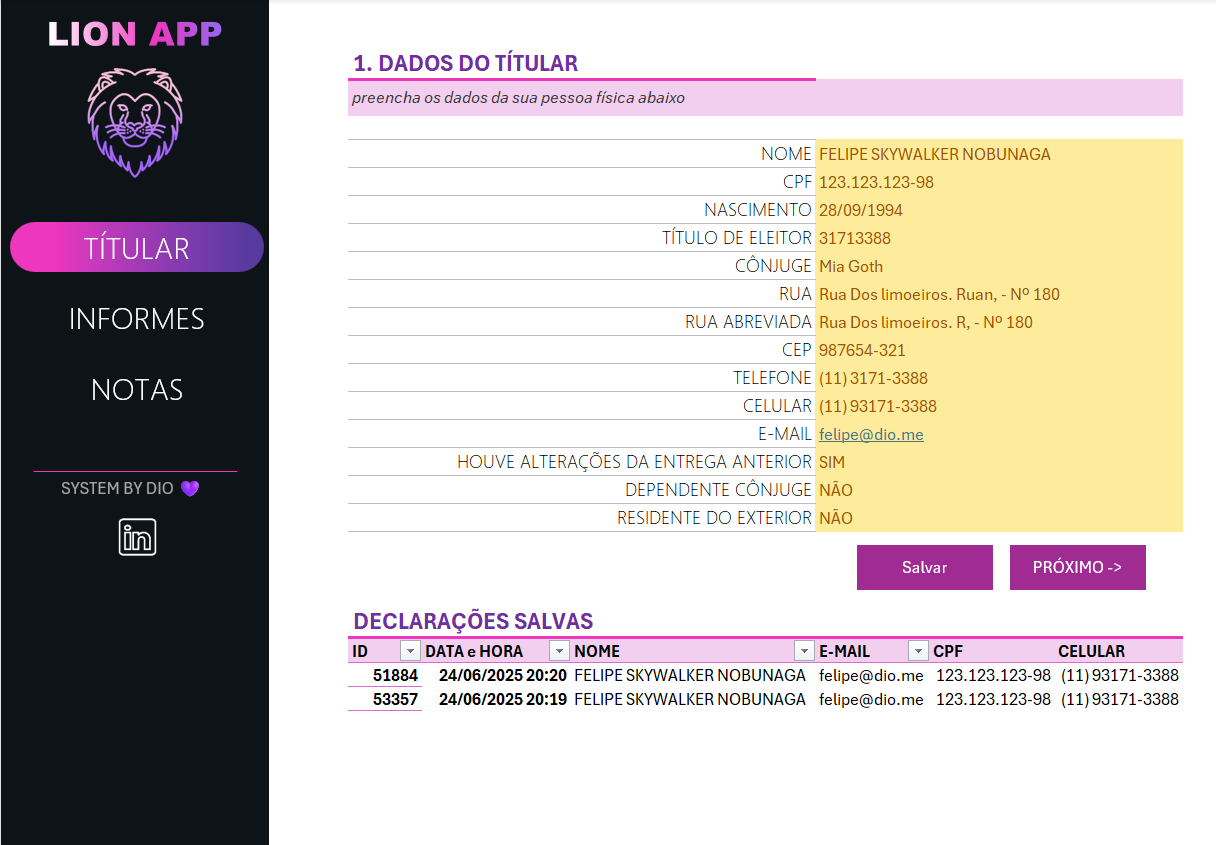 LION APP
TÍTULAR
INFORMES
NOTAS
SYSTEM BY DIO 💜
in
1. DADOS DO TÍTULAR
preencha os dados da sua pessoa física abaixo
NOME FELIPE SKYWALKER NOBUNAGA
CPF 123.123.123-98
NASCIMENTO 28/09/1994
TÍTULO DE ELEITOR 31713388
CÔNJUGE Mia Goth
RUA Rua Dos limoeiros. Ruan, - Nº 180
RUA ABREVIADA Rua Dos limoeiros. R, - Nº 180
CEP 987654-321
TELEFONE (11) 3171-3388
CELULAR (11) 93171-3388
E-MAIL felipe@dio.me
HOUVE ALTERAÇÕES DA ENTREGA ANTERIOR SIM
DEPENDENTE CÔNJUGE NÃO
RESIDENTE DO EXTERIOR NÃO
Salvar PRÓXIMO ->
DECLARAÇÕES SALVAS
ID DATA e HORA NOME E-MAIL CPF CELULAR
51884 24/06/2025 20:20 FELIPE SKYWALKER NOBUNAGA felipe@dio.me 123.123.123-98 (11) 93171-3388
53357 24/06/2025 20:19 FELIPE SKYWALKER NOBUNAGA felipe@dio.me 123.123.123-98 (11) 93171-3388